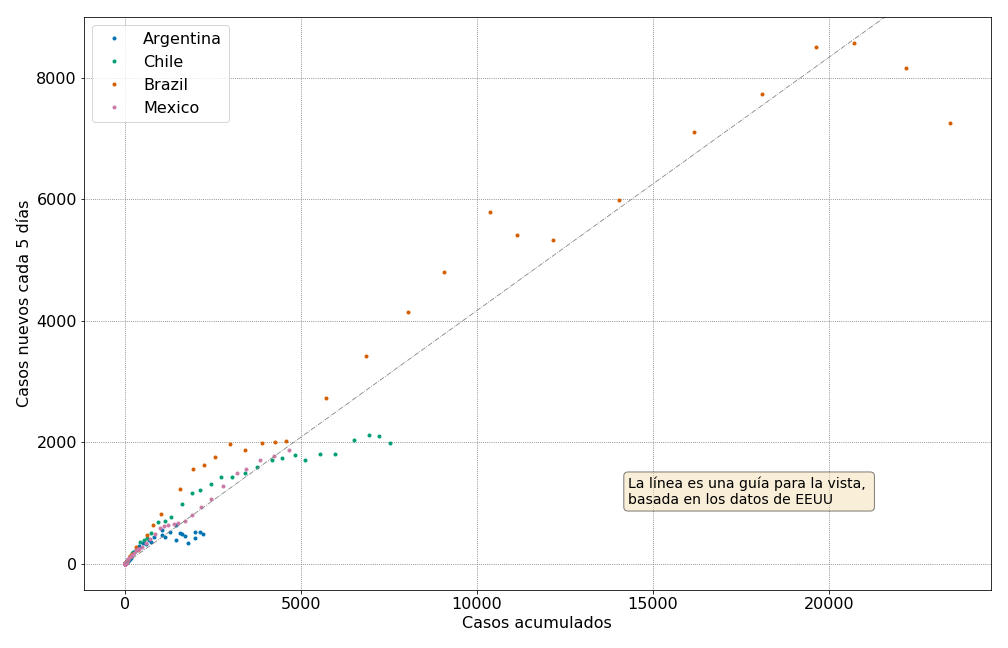 Argentina
Chile
Brazil
Mexico
8000
6000
4000
2000
0
Casos nuevos cada 5 días
La línea es una guía para la vista,
basada en los datos de EEUU
0 5000 10000 15000 20000
Casos acumulados